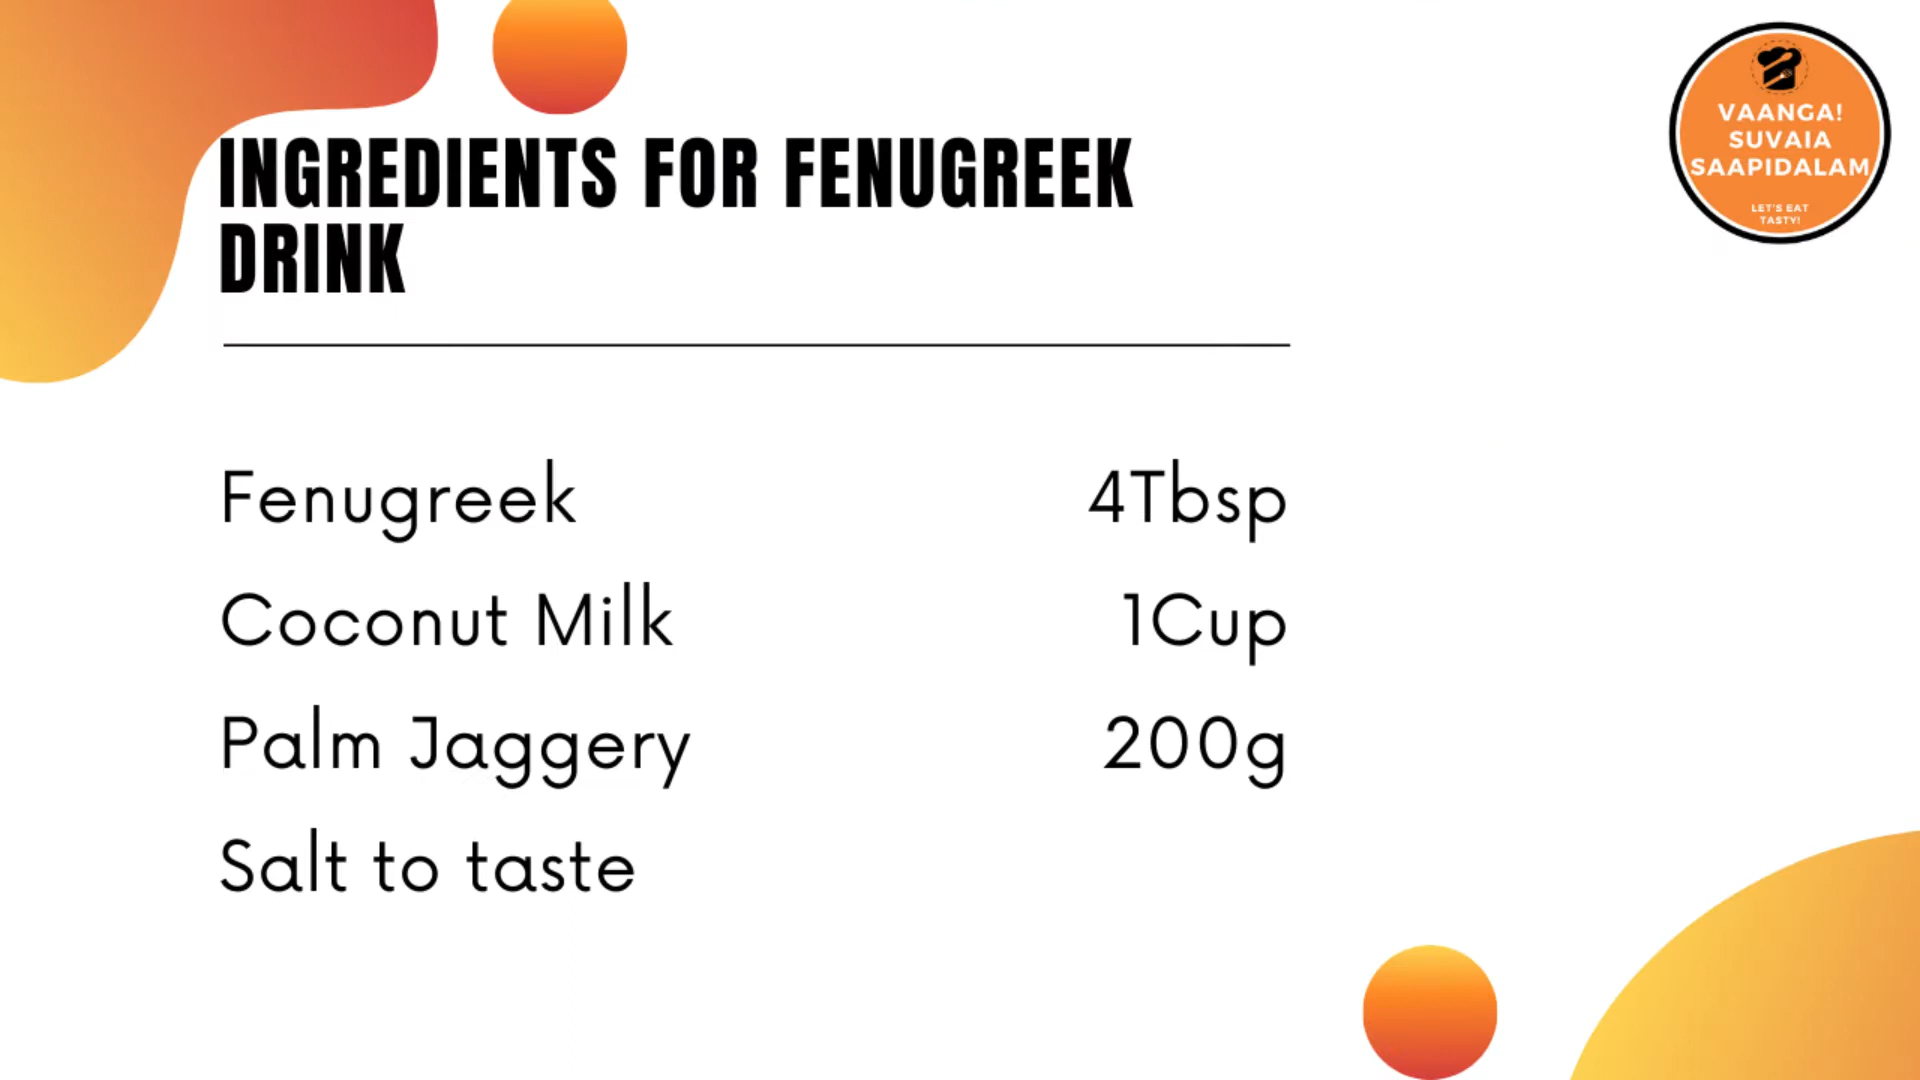 INGREDIENTS FOR FENUGREEK
DRINK
VAANGA!
SUVAIA
SAAPIDALAM
LET'S EAT
TASTY!
Fenugreek 4Tbsp
Coconut Milk 1Cup
Palm Jaggery 200g
Salt to taste